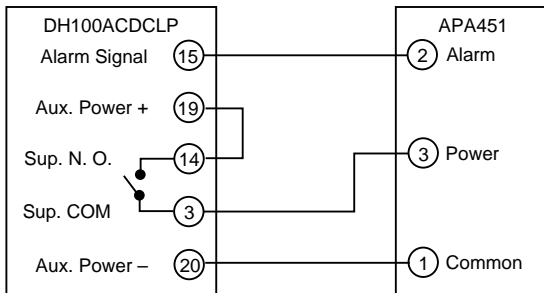 DH100ACDCLP
Alarm Signal 15
Aux. Power + 19
Sup. N. O. 14
Sup. COM 3
Aux. Power – 20
APA451
2 Alarm
3 Power
1 Common